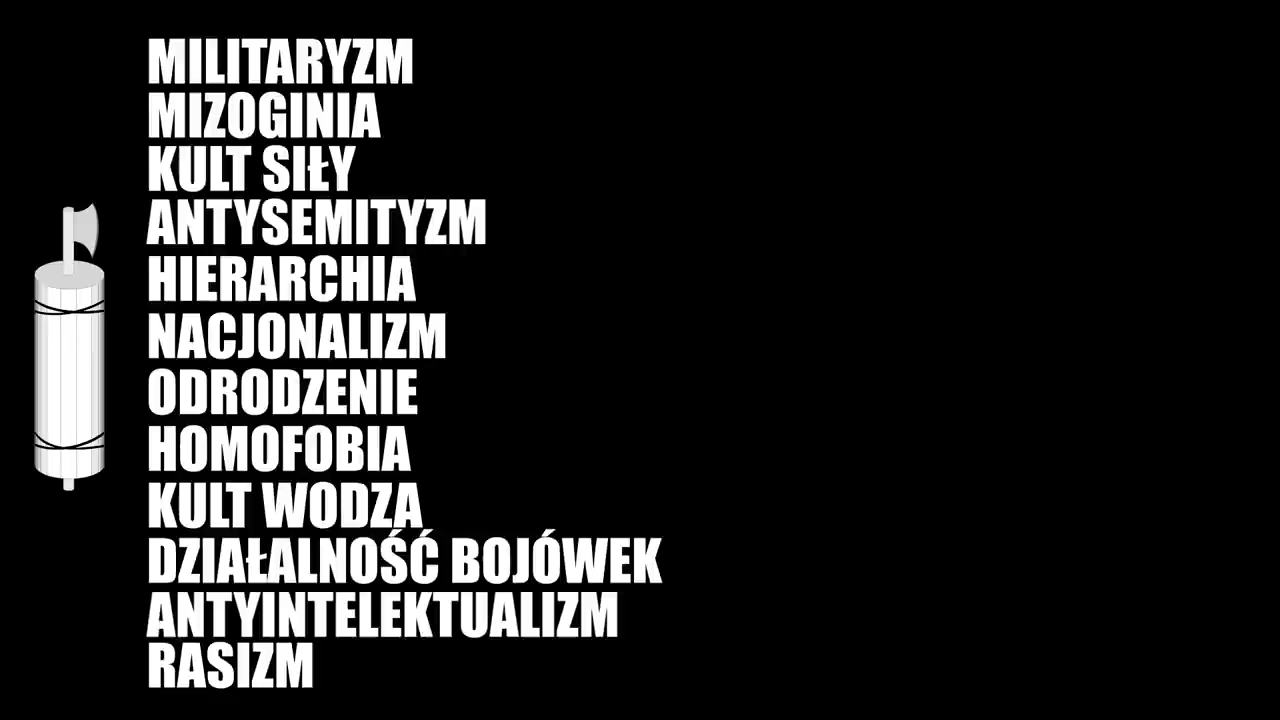 MILITARYZM
MIZOGINIA
KULT SIŁY
ANTYSEMITYZM
HIERARCHIA
NACJONALIZM
ODRODZENIE
HOMOFOBIA
KULT WODZA
DZIAŁALNOŚĆ BOJÓWEK
ANTYINTELEKTUALIZM
RASIZM